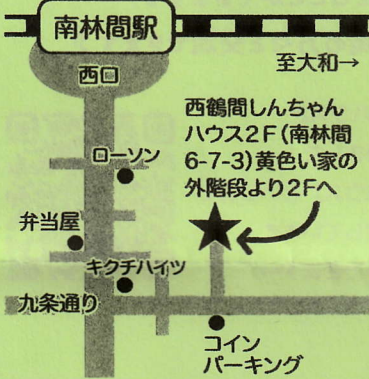 南林間駅
西口
至大和→
西鶴間しんちゃん
ハウス2F(南林間
6-7-3)黄色い家の
外階段より2Fへ
ローソン
弁当屋
キクチハイツ
九条通り
コイン
パーキング